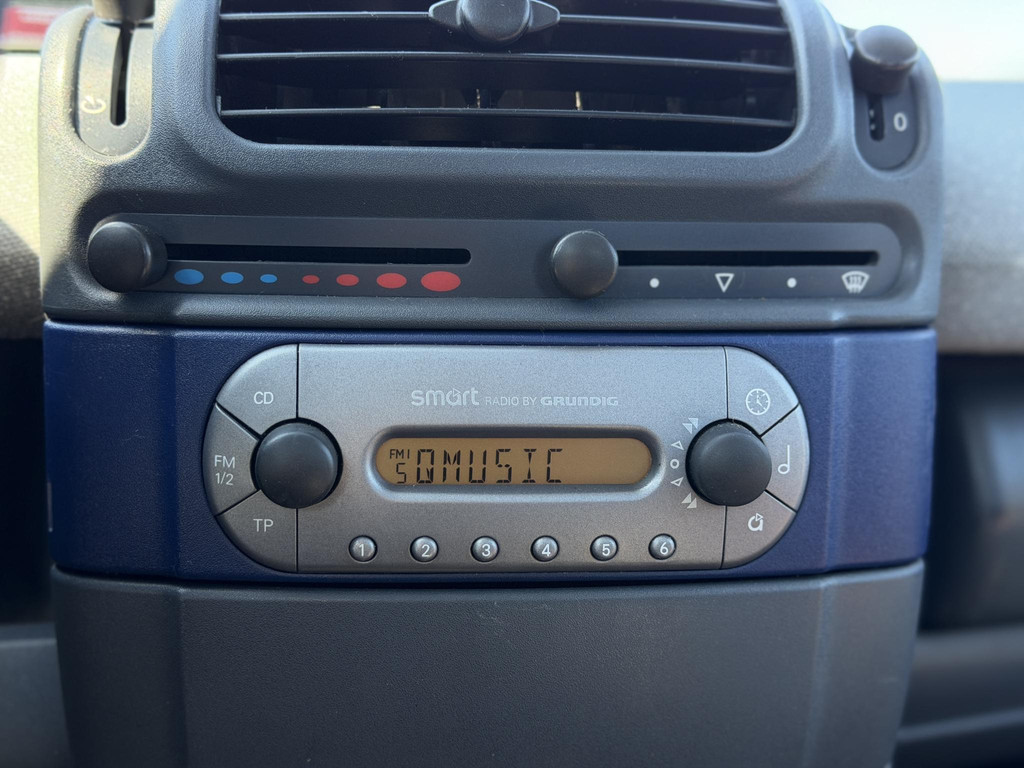 0
CD
smart RADIO BY GRUNDIG
FM
1/2
FM1
5 QMUSIC
TP
1 2 3 4 5 6